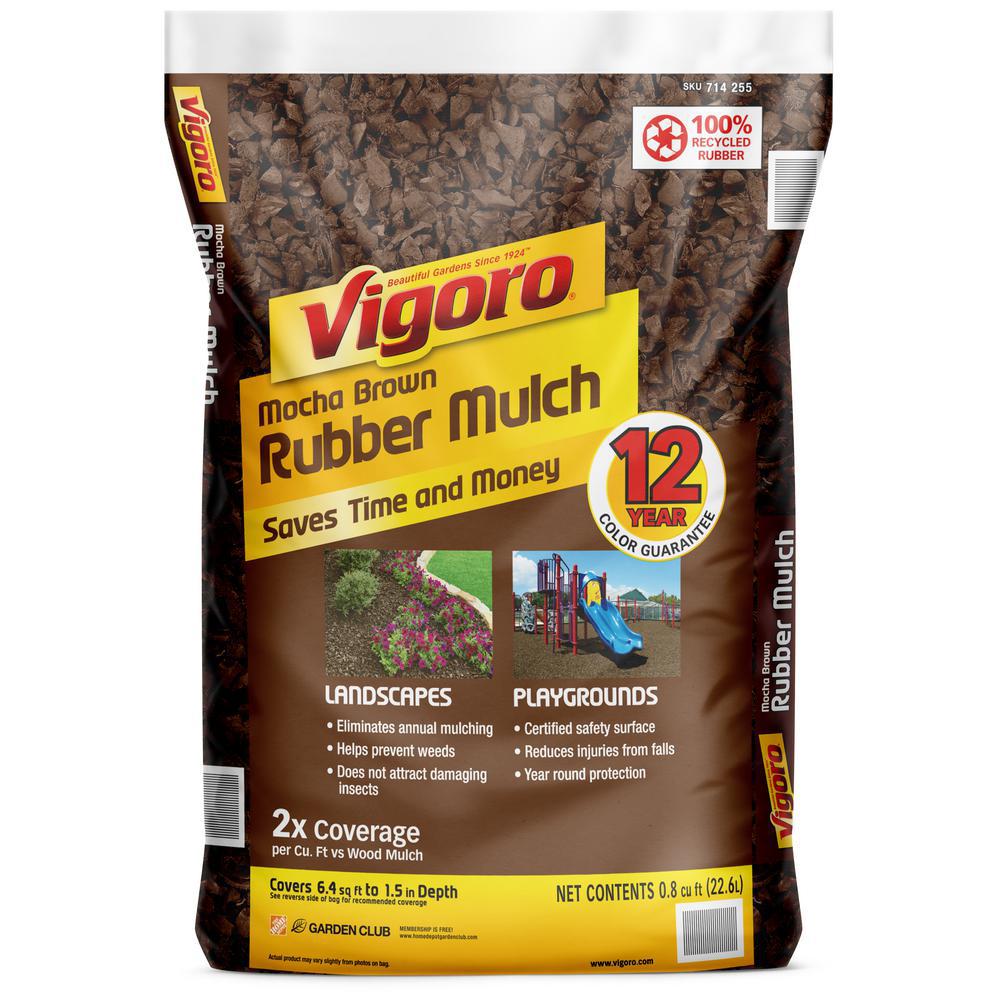 SKU 714 255
100%
RECYCLED
RUBBER
Vigoro
Mocha Brown
Rubber Mulch
Beautiful Gardens Since 1924™
Vigoro®
Mocha Brown
Rubber Mulch
Saves Time and Money
12
YEAR
COLOR GUARANTEE
LANDSCAPES
• Eliminates annual mulching
• Helps prevent weeds
• Does not attract damaging
insects
PLAYGROUNDS
• Certified safety surface
• Reduces injuries from falls
• Year round protection
Mocha Brown
Rubber Mulch
Vigoro
2x Coverage
per Cu. Ft vs Wood Mulch
Covers 6.4 sq ft to 1.5 in Depth
See reverse side of bag for recommended coverage
NET CONTENTS 0.8 cu ft (22.6L)
GARDEN CLUB
MEMBERSHIP IS FREE!
www.homedepotgardenclub.com
Actual product may vary slightly from photos on bag.
www.vigoro.com